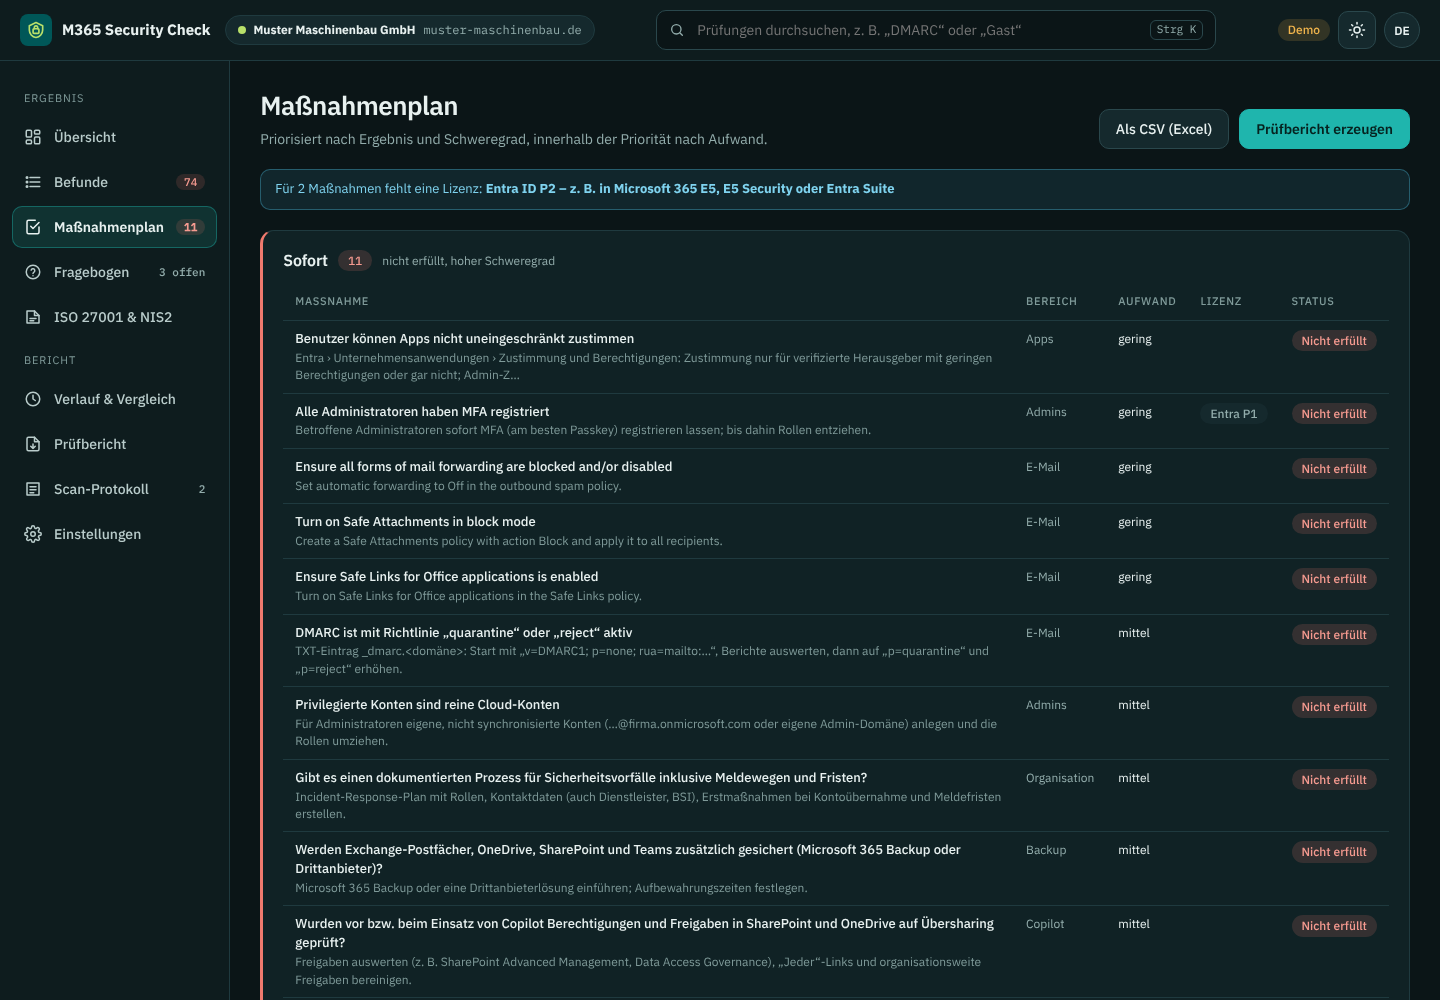 M365 Security Check
Muster Maschinenbau GmbH muster-maschinenbau.de
Prüfungen durchsuchen, z. B. „DMARC“ oder „Gast“
Strg K
Demo
DE
ERGEBNIS
Übersicht
Befunde 74
Maßnahmenplan 11
Fragebogen 3 offen
ISO 27001 & NIS2
BERICHT
Verlauf & Vergleich
Prüfbericht
Scan-Protokoll 2
Einstellungen
Maßnahmenplan
Priorisiert nach Ergebnis und Schweregrad, innerhalb der Priorität nach Aufwand.
Als CSV (Excel)
Prüfbericht erzeugen
Für 2 Maßnahmen fehlt eine Lizenz: Entra ID P2 – z. B. in Microsoft 365 E5, E5 Security oder Entra Suite
Sofort 11 nicht erfüllt, hoher Schweregrad
MASSNAHME BEREICH AUFWAND LIZENZ STATUS
Benutzer können Apps nicht uneingeschränkt zustimmen Apps gering Nicht erfüllt
Entra › Unternehmensanwendungen › Zustimmung und Berechtigungen: Zustimmung nur für verifizierte Herausgeber mit geringen
Berechtigungen oder gar nicht; Admin-Z…
Alle Administratoren haben MFA registriert Admins gering Entra P1 Nicht erfüllt
Betroffene Administratoren sofort MFA (am besten Passkey) registrieren lassen; bis dahin Rollen entziehen.
Ensure all forms of mail forwarding are blocked and/or disabled E-Mail gering Nicht erfüllt
Set automatic forwarding to Off in the outbound spam policy.
Turn on Safe Attachments in block mode E-Mail gering Nicht erfüllt
Create a Safe Attachments policy with action Block and apply it to all recipients.
Ensure Safe Links for Office applications is enabled E-Mail gering Nicht erfüllt
Turn on Safe Links for Office applications in the Safe Links policy.
DMARC ist mit Richtlinie „quarantine“ oder „reject“ aktiv E-Mail mittel Nicht erfüllt
TXT-Eintrag _dmarc.<domäne>: Start mit „v=DMARC1; p=none; rua=mailto:…“, Berichte auswerten, dann auf „p=quarantine“ und
„p=reject“ erhöhen.
Privilegierte Konten sind reine Cloud-Konten Admins mittel Nicht erfüllt
Für Administratoren eigene, nicht synchronisierte Konten (…@firma.onmicrosoft.com oder eigene Admin-Domäne) anlegen und die
Rollen umziehen.
Gibt es einen dokumentierten Prozess für Sicherheitsvorfälle inklusive Meldewegen und Fristen? Organisation mittel Nicht erfüllt
Incident-Response-Plan mit Rollen, Kontaktdaten (auch Dienstleister, BSI), Erstmaßnahmen bei Kontoübernahme und Meldefristen
erstellen.
Werden Exchange-Postfächer, OneDrive, SharePoint und Teams zusätzlich gesichert (Microsoft 365 Backup oder Backup mittel Nicht erfüllt
Drittanbieter)?
Microsoft 365 Backup oder eine Drittanbieterlösung einführen; Aufbewahrungszeiten festlegen.
Wurden vor bzw. beim Einsatz von Copilot Berechtigungen und Freigaben in SharePoint und OneDrive auf Übersharing Copilot mittel Nicht erfüllt
geprüft?
Freigaben auswerten (z. B. SharePoint Advanced Management, Data Access Governance), „Jeder“-Links und organisationsweite
Freigaben bereinigen.